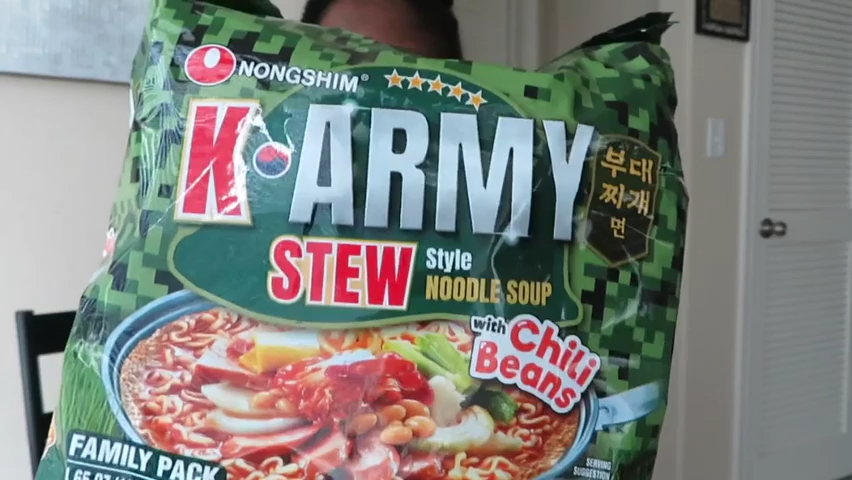 NONGSHIM®
K·ARMY
STEW Style
NOODLE SOUP
부대
찌개
면
with Chili
Beans
FAMILY PACK
SERVING
SUGGESTION